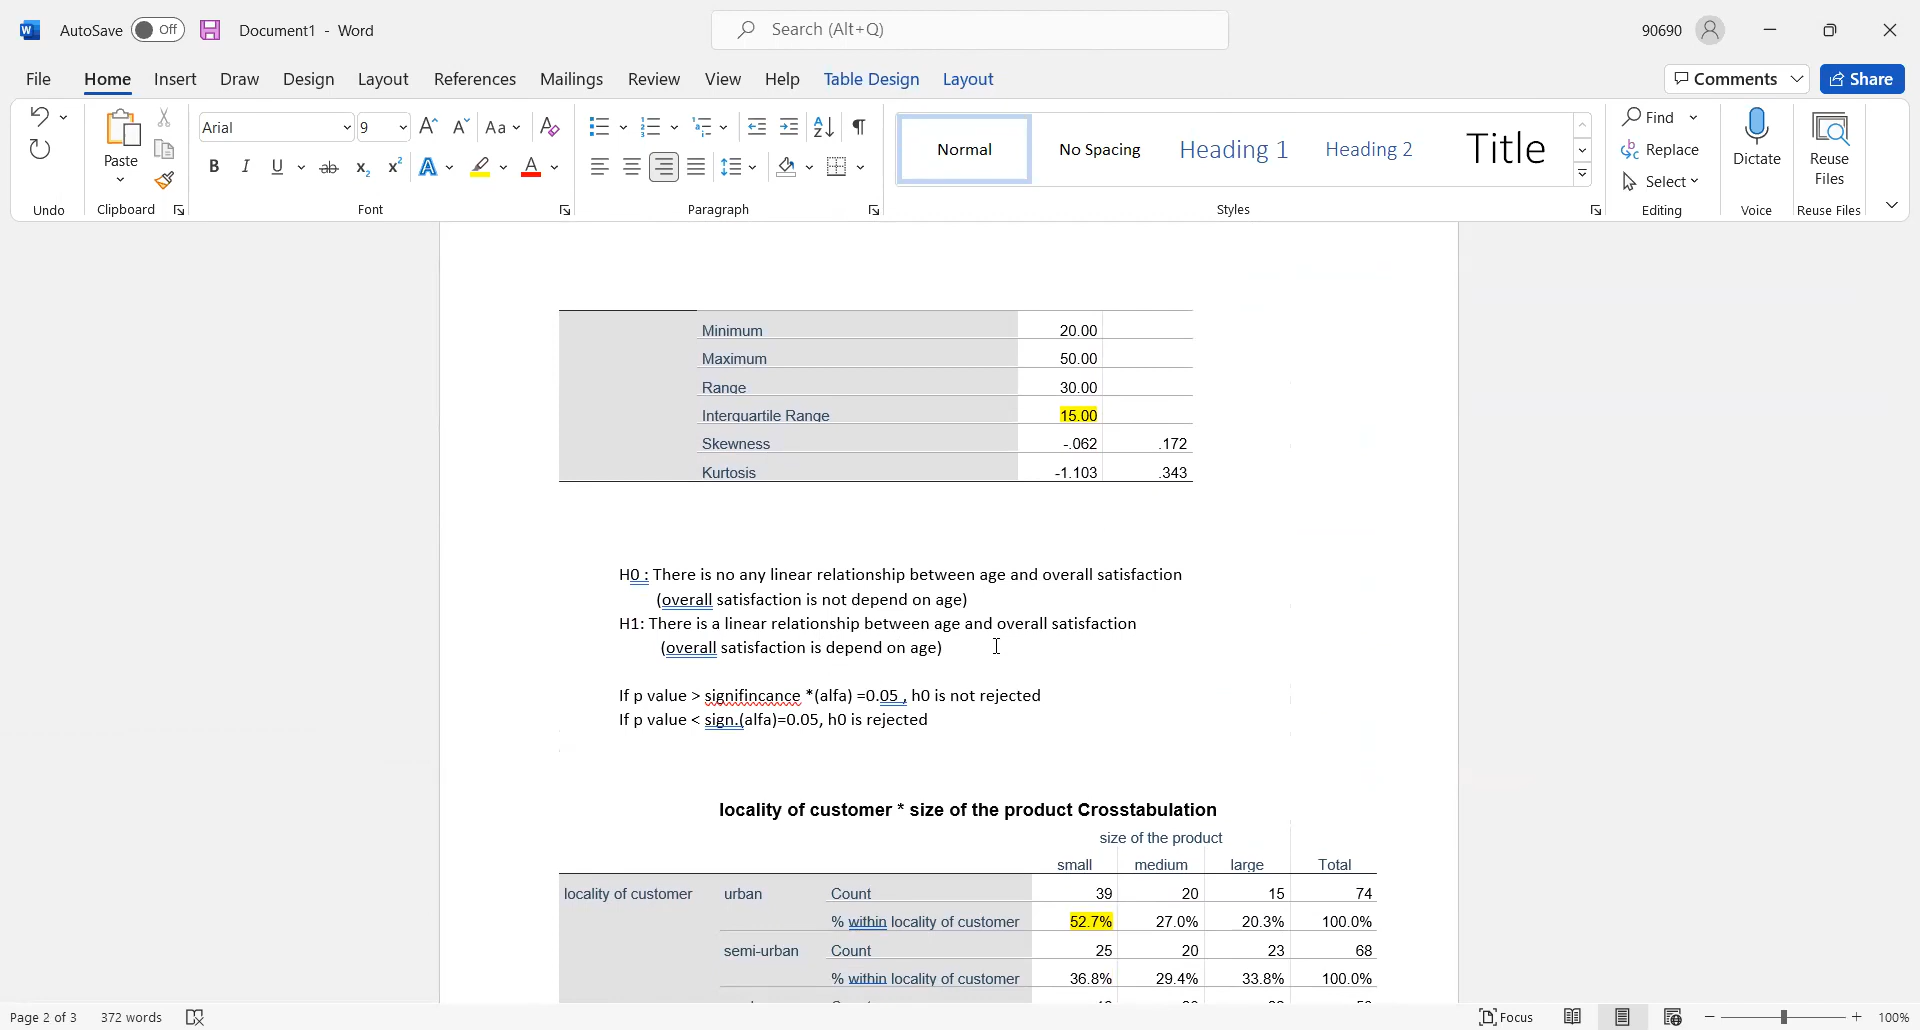 AutoSave Off Document1 - Word Search (Alt+Q) 90690
File Home Insert Draw Design Layout References Mailings Review View Help Table Design Layout Comments Share
Paste
Arial 9
Aa
Normal No Spacing Heading 1 Heading 2 Title
Find
Replace
Select
Dictate
Reuse Files
Undo Clipboard Font Paragraph Styles Editing Voice Reuse Files
Minimum 20.00
Maximum 50.00
Range 30.00
Interquartile Range 15.00
Skewness -.062 .172
Kurtosis -1.103 .343
H0 : There is no any linear relationship between age and overall satisfaction
(overall satisfaction is not depend on age)
H1: There is a linear relationship between age and overall satisfaction
(overall satisfaction is depend on age)
If p value > signifincance *(alfa) =0.05 , h0 is not rejected
If p value < sign.(alfa)=0.05, h0 is rejected
locality of customer * size of the product Crosstabulation
size of the product
small medium large Total
locality of customer urban Count 39 20 15 74
% within locality of customer 52.7% 27.0% 20.3% 100.0%
semi-urban Count 25 20 23 68
% within locality of customer 36.8% 29.4% 33.8% 100.0%
Page 2 of 3 372 words Focus 100%